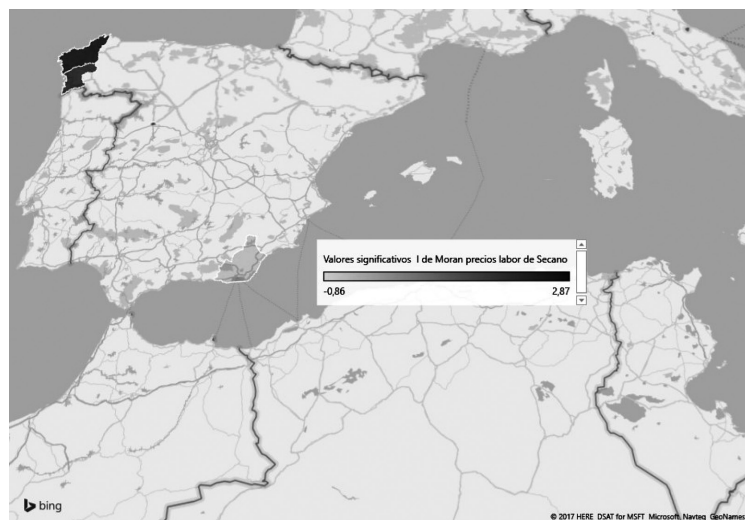 Valores significativos I de Moran precios labor de Secano
-0,86 2,87
bing
© 2017 HERE DSAT for MSFT Microsoft Navteq GeoNames